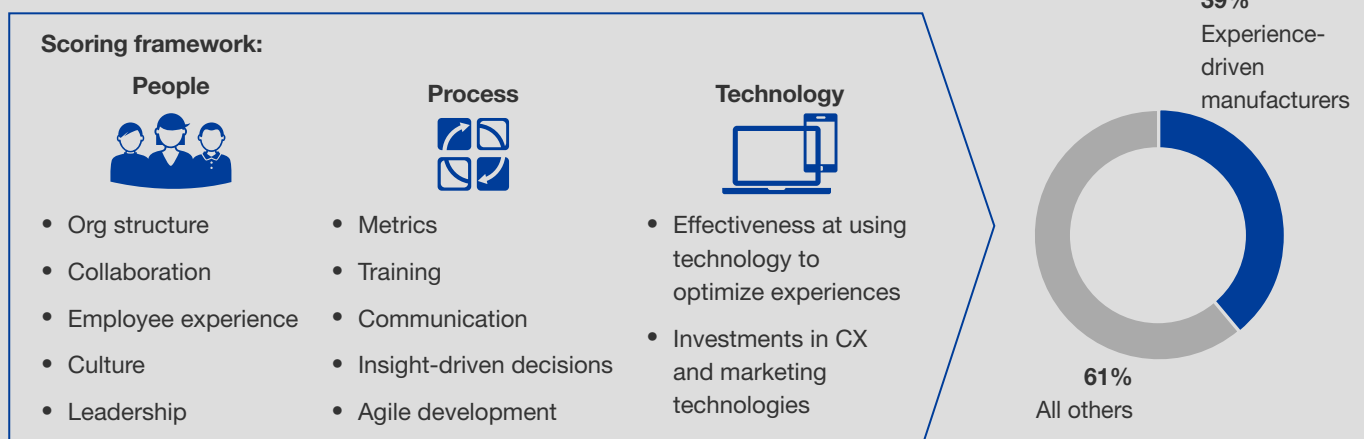 Scoring framework:
People
• Org structure
• Collaboration
• Employee experience
• Culture
• Leadership
Process
• Metrics
• Training
• Communication
• Insight-driven decisions
• Agile development
Technology
• Effectiveness at using
technology to
optimize experiences
• Investments in CX
and marketing
technologies
39%
Experience-
driven
manufacturers
61%
All others